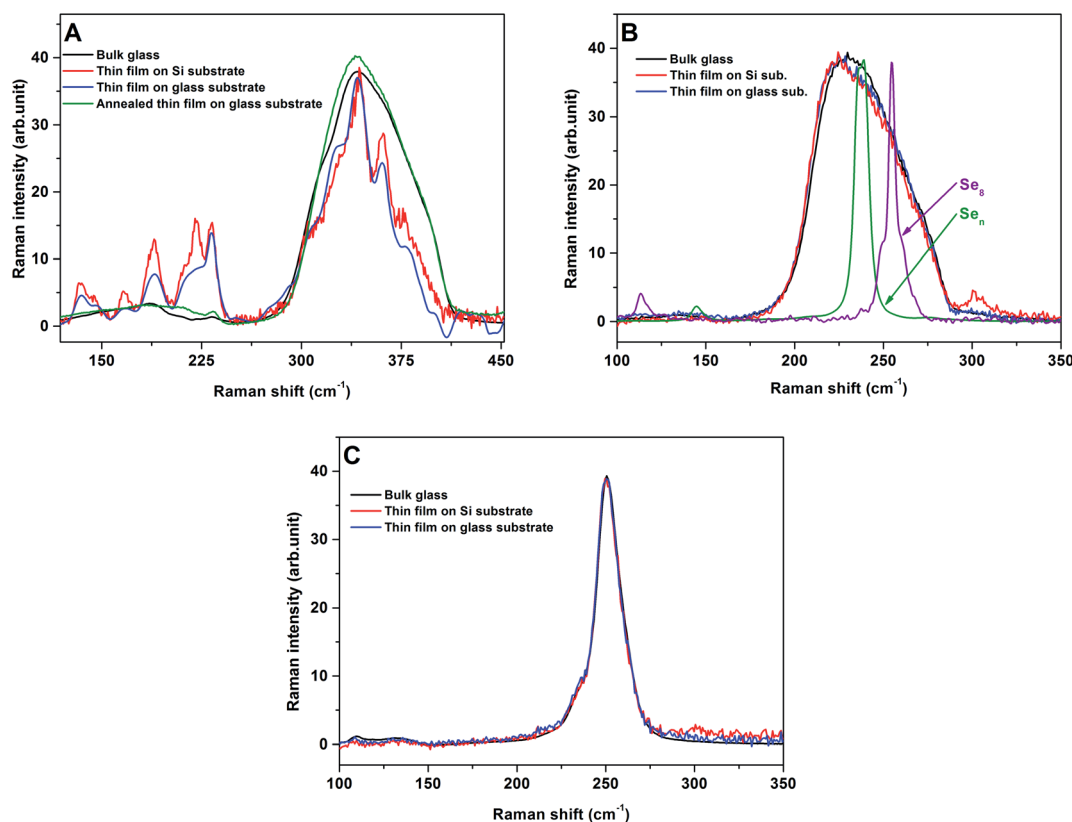 A
Bulk glass
Thin film on Si substrate
Thin film on glass substrate
Annealed thin film on glass substrate
Raman intensity (arb.unit)
40
30
20
10
0
150
225
300
375
450
Raman shift (cm⁻¹)
B
Bulk glass
Thin film on Si sub.
Thin film on glass sub.
Se₈
Seₙ
Raman intensity (arb.unit)
40
30
20
10
0
100
150
200
250
300
350
Raman shift (cm⁻¹)
C
Bulk glass
Thin film on Si substrate
Thin film on glass substrate
Raman intensity (arb.unit)
40
30
20
10
0
100
150
200
250
300
350
Raman shift (cm⁻¹)